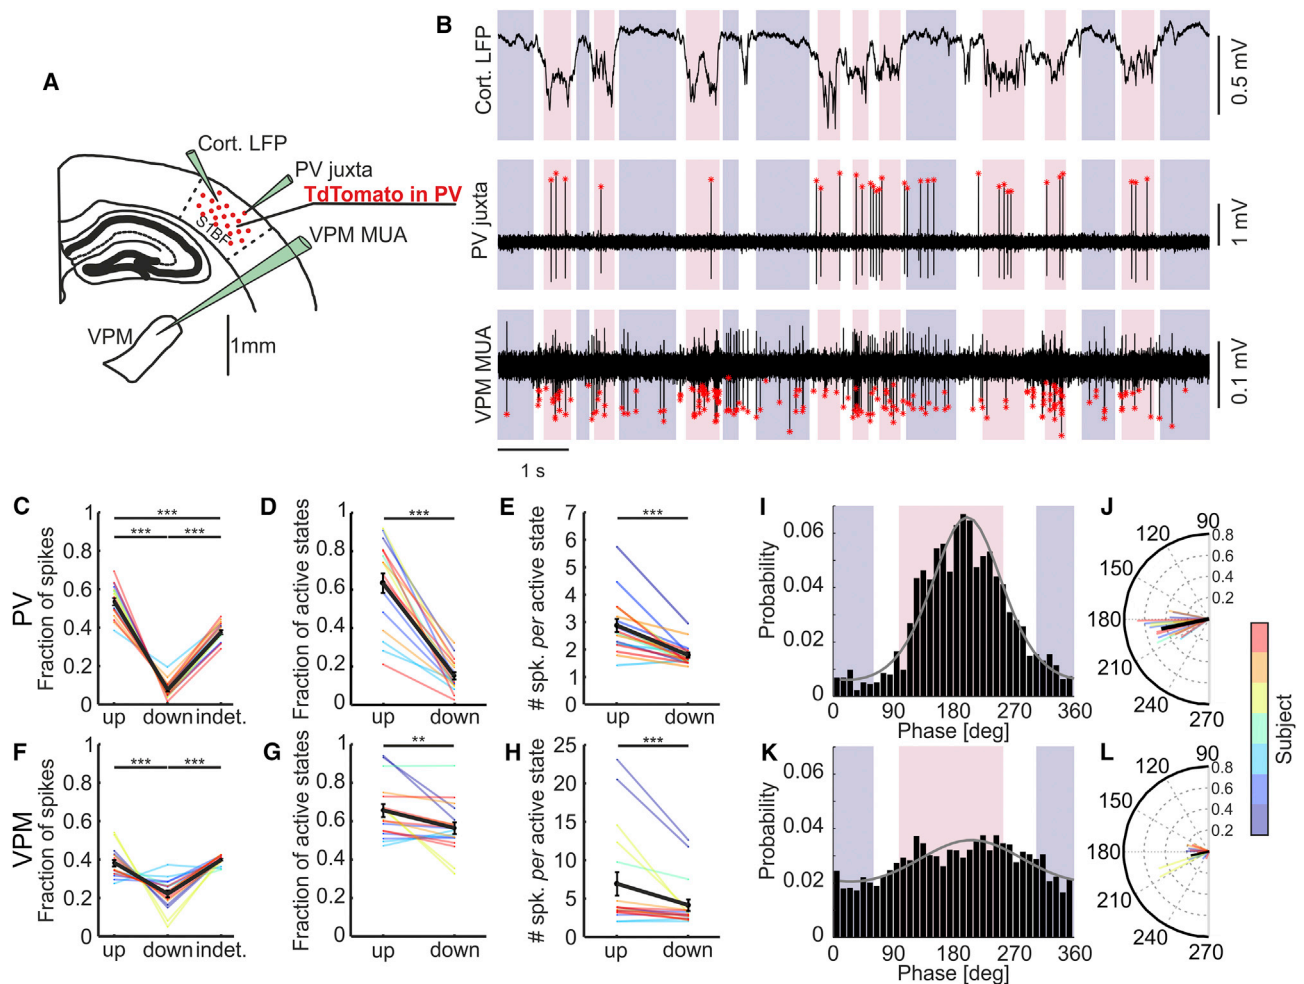 A
Cort. LFP
PV juxta
TdTomato in PV
S1BF
VPM MUA
VPM
1mm
B
Cort. LFP
0.5 mV
PV juxta
1 mV
VPM MUA
0.1 mV
1 s
C
PV
Fraction of spikes
1
0.8
0.6
0.4
0.2
0
***
*** ***
up down indet.
D
Fraction of active states
1
0.8
0.6
0.4
0.2
0
***
up down
E
# spk. per active state
7
6
5
4
3
2
1
0
***
up down
I
Probability
0.06
0.04
0.02
0
0 90 180 270 360
Phase [deg]
J
90
120
150
180
210
240
270
0.8
0.6
0.4
0.2
Subject
F
VPM
Fraction of spikes
1
0.8
0.6
0.4
0.2
0
*** ***
up down indet.
G
Fraction of active states
1
0.8
0.6
0.4
0.2
0
**
up down
H
# spk. per active state
25
20
15
10
5
0
***
up down
K
Probability
0.06
0.04
0.02
0
0 90 180 270 360
Phase [deg]
L
90
120
150
180
210
240
270
0.8
0.6
0.4
0.2